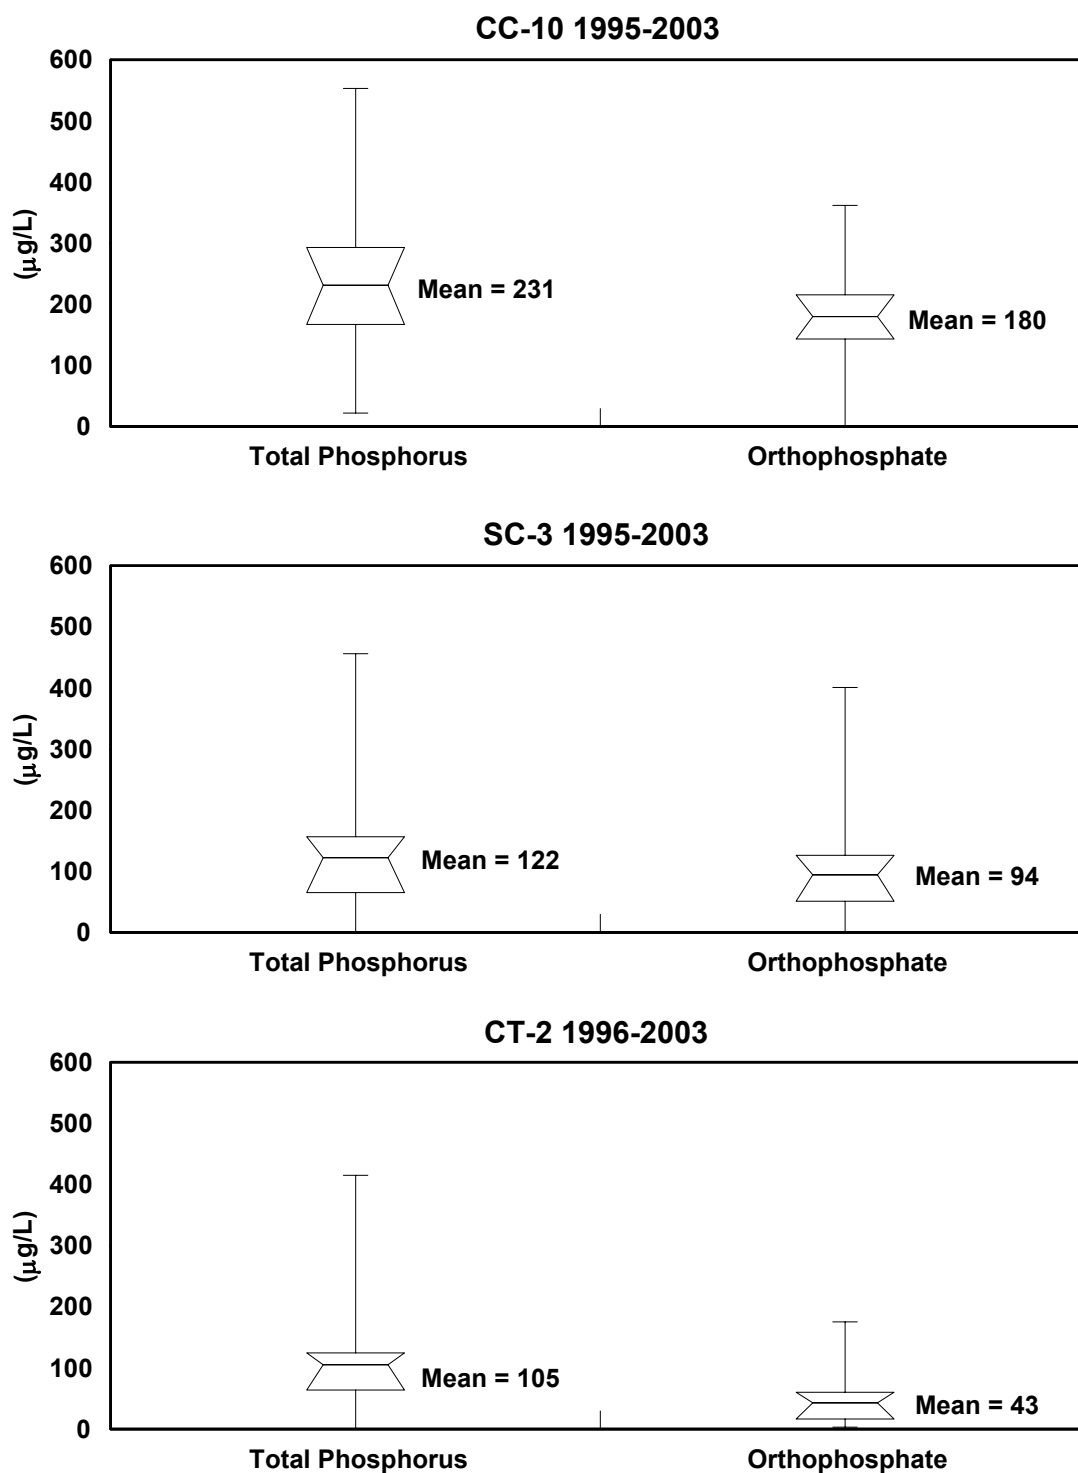 CC-10 1995-2003
600
500
400
300
200
100
0
(µg/L)
Mean = 231
Mean = 180
Total Phosphorus
Orthophosphate
SC-3 1995-2003
600
500
400
300
200
100
0
(µg/L)
Mean = 122
Mean = 94
Total Phosphorus
Orthophosphate
CT-2 1996-2003
600
500
400
300
200
100
0
(µg/L)
Mean = 105
Mean = 43
Total Phosphorus
Orthophosphate